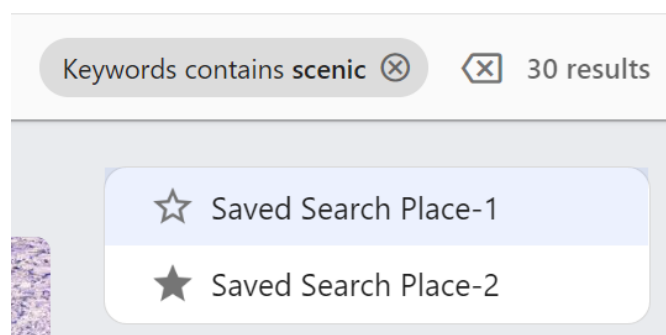 Keywords contains scenic 30 results
Saved Search Place-1
Saved Search Place-2